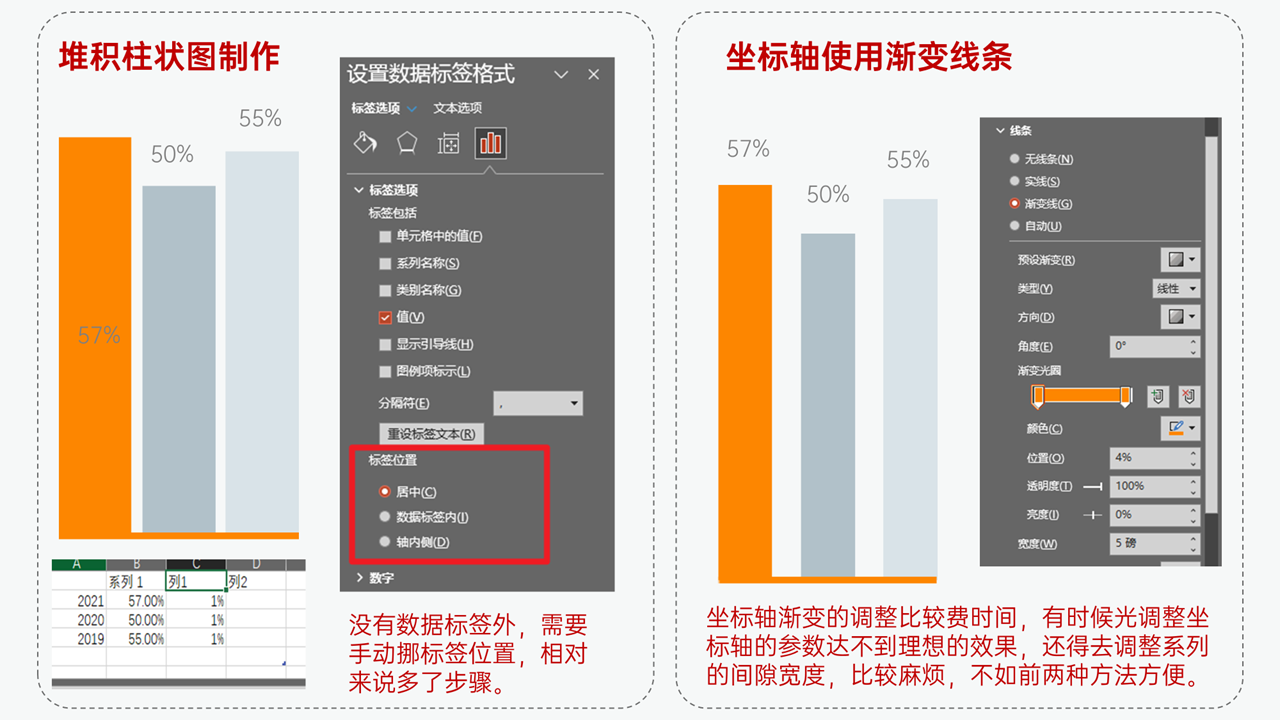 堆积柱状图制作
57%
50%
55%
A B C D
系列 1 列1 列2
2021 57.00% 1%
2020 50.00% 1%
2019 55.00% 1%
设置数据标签格式
标签选项 文本选项
标签选项
标签包括
单元格中的值(F)
系列名称(S)
类别名称(G)
值(V)
显示引导线(H)
图例项标示(L)
分隔符(E) ,
重设标签文本(R)
标签位置
居中(C)
数据标签内(I)
轴内侧(D)
数字
没有数据标签外，需要
手动挪标签位置，相对
来说多了步骤。
坐标轴使用渐变线条
57%
50%
55%
线条
无线条(N)
实线(S)
渐变线(G)
自动(U)
预设渐变(R)
类型(Y) 线性
方向(D)
角度(E) 0°
渐变光圈
颜色(C)
位置(O) 4%
透明度(T) 100%
亮度(I) 0%
宽度(W) 5 磅
坐标轴渐变的调整比较费时间，有时候光调整坐
标轴的参数达不到理想的效果，还得去调整系列
的间隙宽度，比较麻烦，不如前两种方法方便。